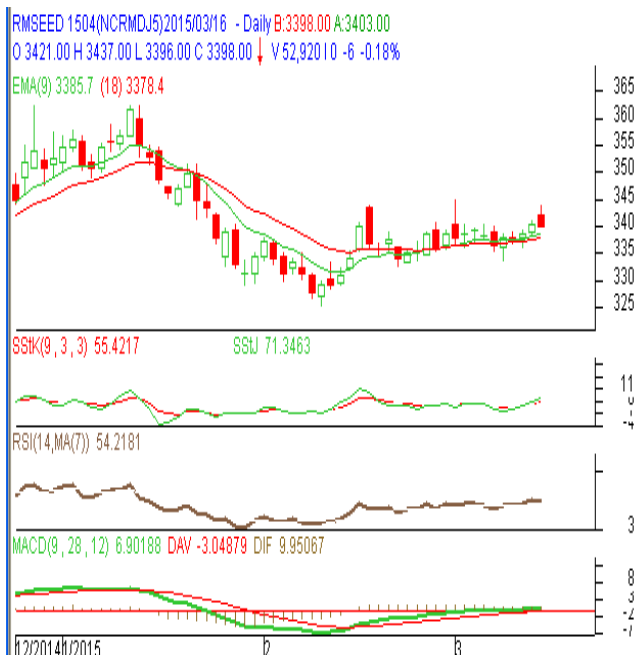 RMSEED 1504(NCRMDJ5)2015/03/16 - Daily B:3398.00 A:3403.00
O 3421.00 H 3437.00 L 3396.00 C 3398.00 V 52,920 I 0 -6 -0.18%
EMA(9) 3385.7 (18) 3378.4
365
360
355
350
345
340
335
330
325
SStK(9 , 3 , 3) 55.4217 SStJ 71.3463
11
-4
RSI(14,MA(7)) 54.2181
3
MACD(9 , 28 , 12) 6.90188 DAV -3.04879 DIF 9.95067
8
3
12/2014 1/2015 2 3